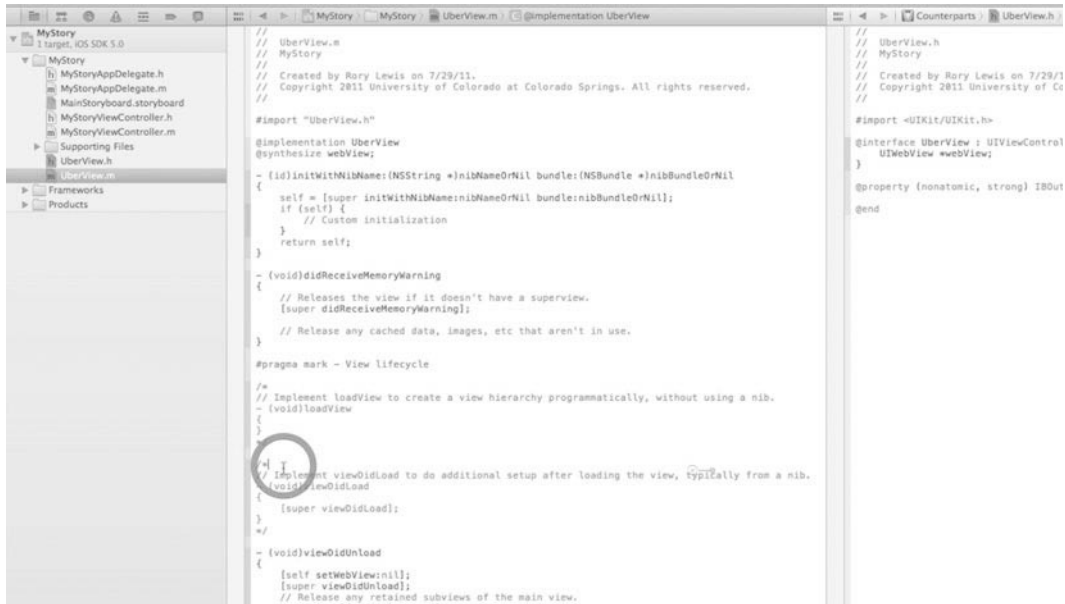 MyStory
1 target, iOS SDK 5.0
MyStory
MyStoryAppDelegate.h
MyStoryAppDelegate.m
MainStoryboard.storyboard
MyStoryViewController.h
MyStoryViewController.m
Supporting Files
UberView.h
UberView.m
Frameworks
Products
MyStory MyStory UberView.m @implementation UberView
//
// UberView.m
// MyStory
//
// Created by Rory Lewis on 7/29/11.
// Copyright 2011 University of Colorado at Colorado Springs. All rights reserved.
//
#import "UberView.h"
@implementation UberView
@synthesize webView;
- (id)initWithNibName:(NSString *)nibNameOrNil bundle:(NSBundle *)nibBundleOrNil
{
self = [super initWithNibName:nibNameOrNil bundle:nibBundleOrNil];
if (self) {
// Custom initialization
}
return self;
}
- (void)didReceiveMemoryWarning
{
// Releases the view if it doesn't have a superview.
[super didReceiveMemoryWarning];
// Release any cached data, images, etc that aren't in use.
}
#pragma mark - View lifecycle
/*
// Implement loadView to create a view hierarchy programmatically, without using a nib.
- (void)loadView
{
}
*/
/*
// Implement viewDidLoad to do additional setup after loading the view, typically from a nib.
- (void)viewDidLoad
{
[super viewDidLoad];
}
*/
- (void)viewDidUnload
{
[self setWebView:nil];
[super viewDidUnload];
// Release any retained subviews of the main view.
Counterparts UberView.h
//
// UberView.h
// MyStory
//
// Created by Rory Lewis on 7/29/1
// Copyright 2011 University of Co
//
#import <UIKit/UIKit.h>
@interface UberView : UIViewControl
UIWebView *webView;
}
@property (nonatomic, strong) IBOut
@end